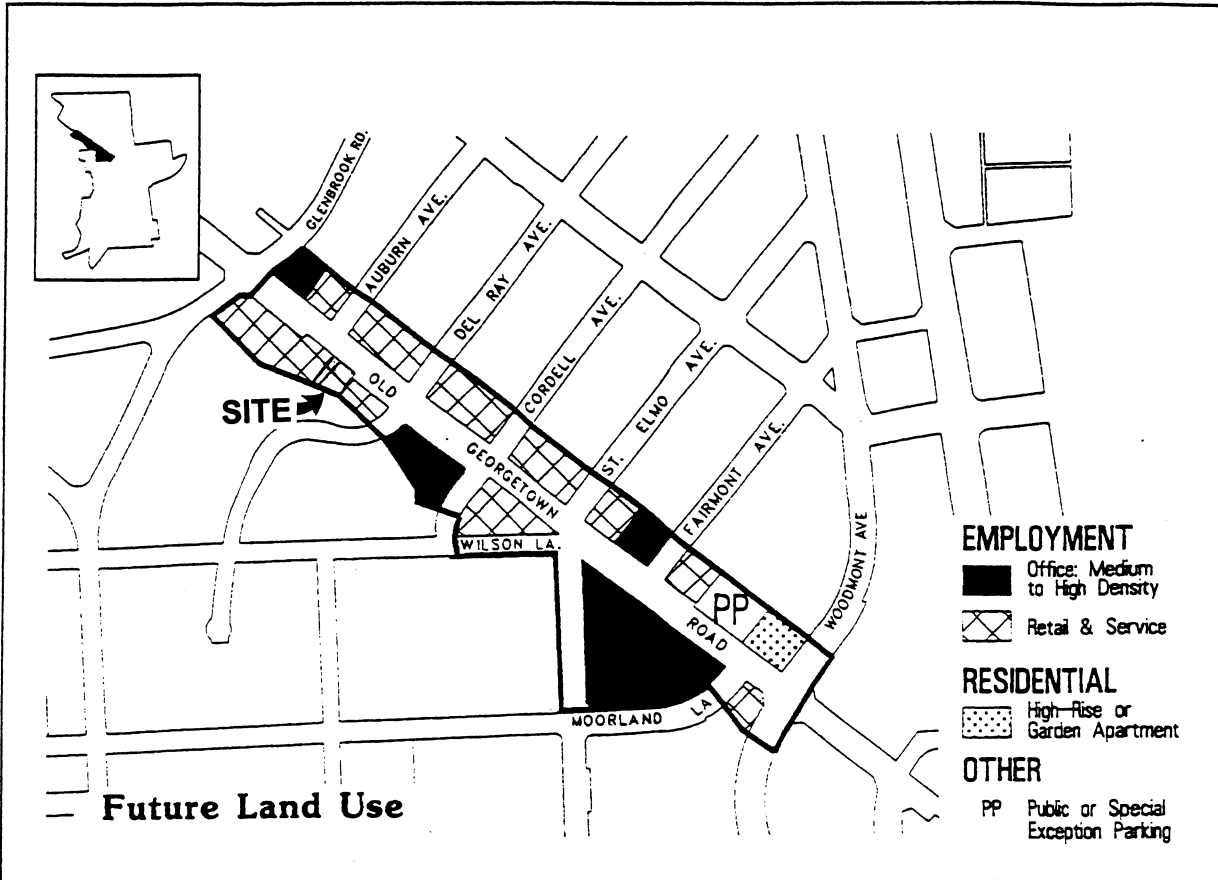 GLENBROOK RD.
AUBURN AVE.
DEL RAY AVE.
CORDELL AVE.
ST. ELMO AVE.
FAIRMONT AVE.
WOODMONT AVE
SITE
OLD GEORGETOWN ROAD
WILSON LA.
MOORLAND LA
PP
EMPLOYMENT
Office: Medium
to High Density
Retail & Service
RESIDENTIAL
High-Rise or
Garden Apartment
OTHER
PP Public or Special
Exception Parking
Future Land Use